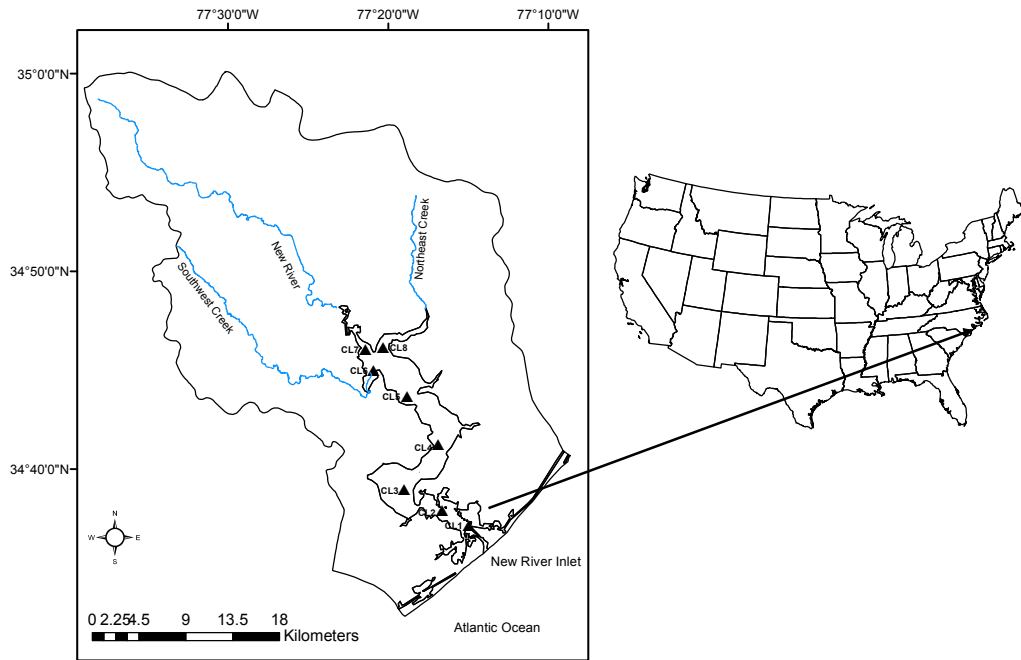 77°30'0"W 77°20'0"W 77°10'0"W
35°0'0"N
34°50'0"N
34°40'0"N
New River
Southwest Creek
Northeast Creek
CL7
CL8
CL6
CL5
CL4
CL3
CL2
CL1
New River Inlet
Atlantic Ocean
N
W E
S
0 2.25 4.5 9 13.5 18
Kilometers